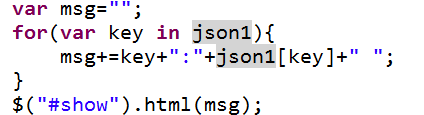 var msg="";
for(var key in json1){
    msg+=key+":"+json1[key]+" ";
}
$("#show").html(msg);